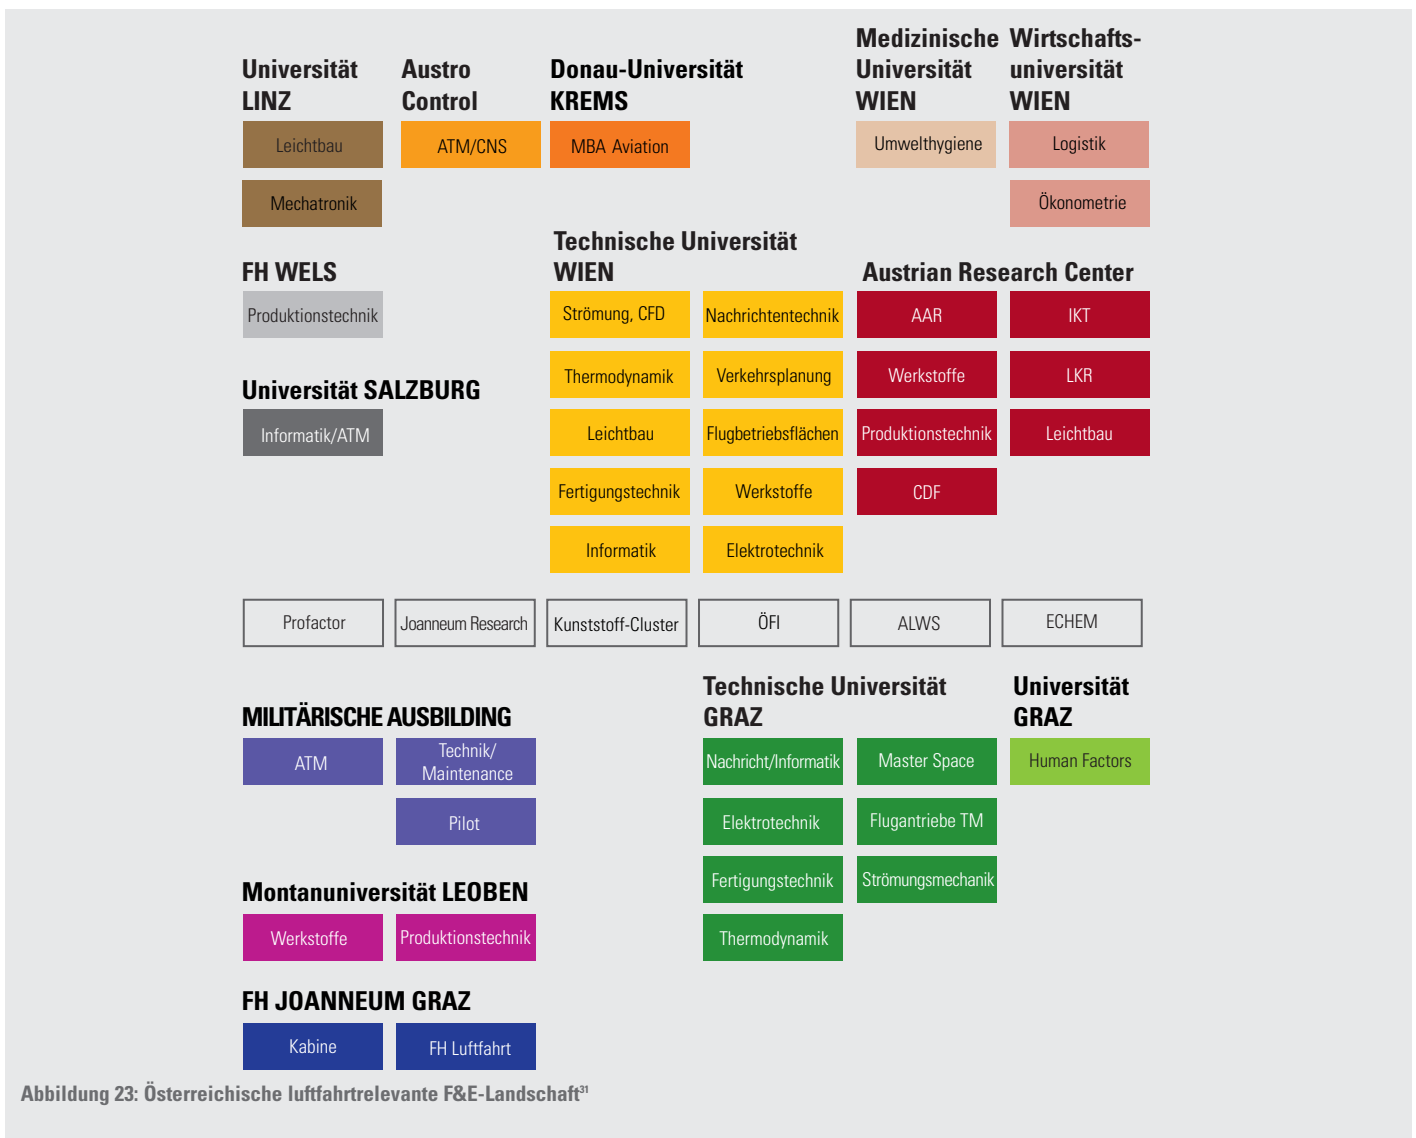 Universität
LINZ
Leichtbau
Mechatronik
Austro
Control
ATM/CNS
Donau-Universität
KREMS
MBA Aviation
Medizinische
Universität
WIEN
Umwelthygiene
Wirtschafts-
universität
WIEN
Logistik
Ökonometrie
FH WELS
Produktionstechnik
Universität SALZBURG
Informatik/ATM
Technische Universität
WIEN
Strömung, CFD
Nachrichtentechnik
Thermodynamik
Verkehrsplanung
Leichtbau
Flugbetriebsflächen
Fertigungstechnik
Werkstoffe
Informatik
Elektrotechnik
Austrian Research Center
AAR
IKT
Werkstoffe
LKR
Produktionstechnik
Leichtbau
CDF
Profactor
Joanneum Research
Kunststoff-Cluster
ÖFI
ALWS
ECHEM
MILITÄRISCHE AUSBILDING
ATM
Technik/
Maintenance
Pilot
Technische Universität
GRAZ
Nachricht/Informatik
Master Space
Elektrotechnik
Flugantriebe TM
Fertigungstechnik
Strömungsmechanik
Thermodynamik
Universität
GRAZ
Human Factors
Montanuniversität LEOBEN
Werkstoffe
Produktionstechnik
FH JOANNEUM GRAZ
Kabine
FH Luftfahrt
Abbildung 23: Österreichische luftfahrtrelevante F&E-Landschaft³¹